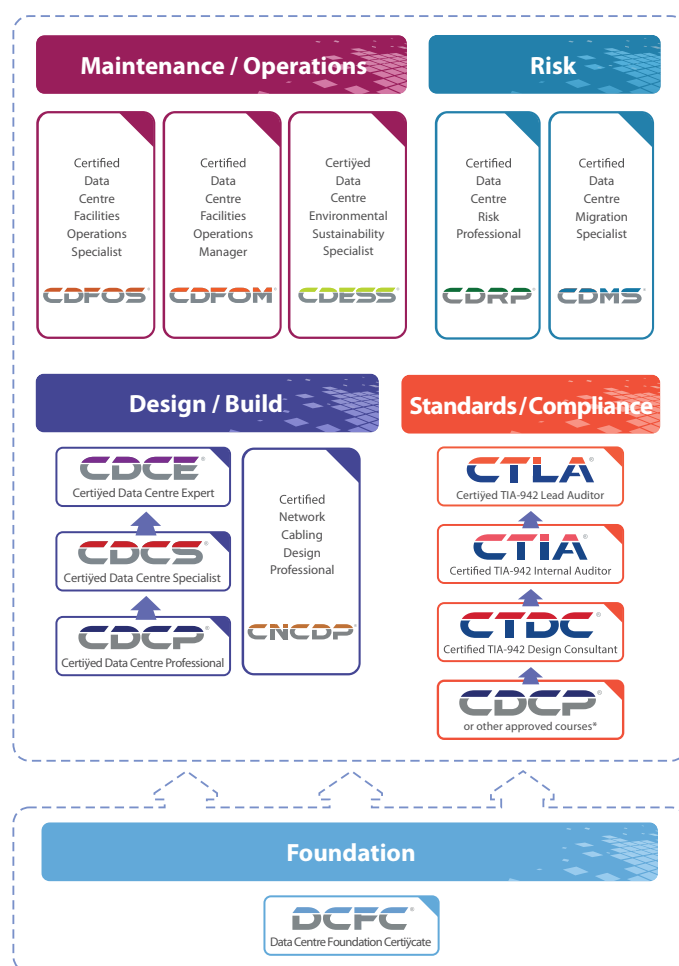 Maintenance / Operations
Certified
Data
Centre
Facilities
Operations
Specialist
CDFOS®
Certified
Data
Centre
Facilities
Operations
Manager
CDFOM®
Certiÿed
Data
Centre
Environmental
Sustainability
Specialist
CDESS®
Risk
Certified
Data
Centre
Risk
Professional
CDRP®
Certified
Data
Centre
Migration
Specialist
CDMS®
Design / Build
CDCE®
Certiÿed Data Centre Expert
CDCS®
Certiÿed Data Centre Specialist
CDCP®
Certiÿed Data Centre Professional
Certified
Network
Cabling
Design
Professional
CNCDP®
Standards/Compliance
CTLA®
Certiÿed TIA-942 Lead Auditor
CTIA®
Certified TIA-942 Internal Auditor
CTDC®
Certified TIA-942 Design Consultant
CDCP®
or other approved courses*
Foundation
DCFC®
Data Centre Foundation Certiÿcate